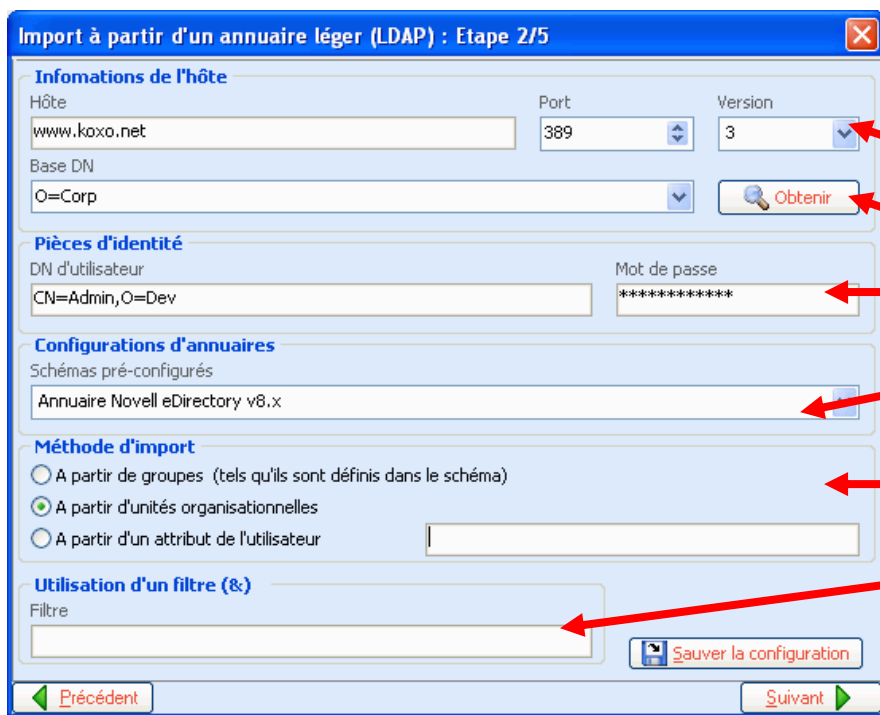 Import à partir d'un annuaire léger (LDAP) : Etape 2/5
Infomations de l'hôte
Hôte Port Version
www.koxo.net 389 3
Base DN
O=Corp Obtenir
Pièces d'identité
DN d'utilisateur Mot de passe
CN=Admin,O=Dev ************
Configurations d'annuaires
Schémas pré-configurés
Annuaire Novell eDirectory v8.x
Méthode d'import
A partir de groupes (tels qu'ils sont définis dans le schéma)
A partir d'unités organisationnelles
A partir d'un attribut de l'utilisateur
Utilisation d'un filtre (&)
Filtre
Sauver la configuration
Précédent Suivant